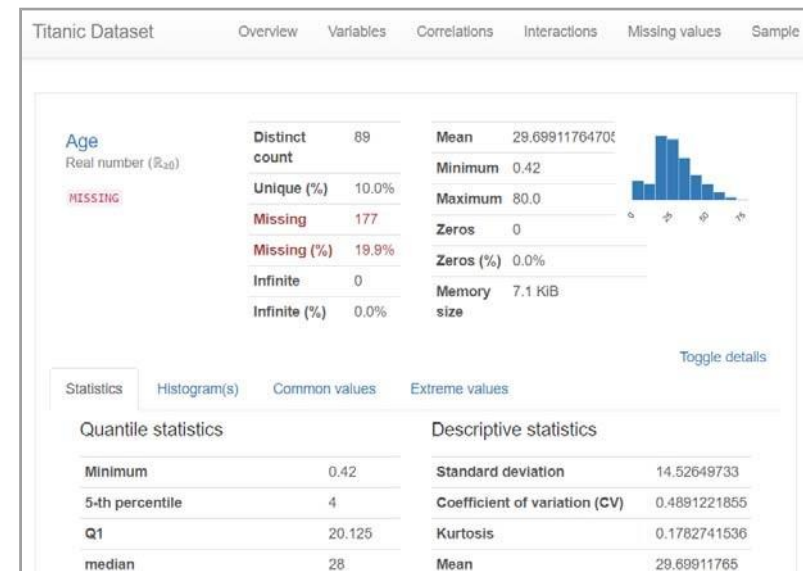 Titanic Dataset Overview Variables Correlations Interactions Missing values Sample
Age
Real number (ℝ≥0)
MISSING
Distinct count 89
Unique (%) 10.0%
Missing 177
Missing (%) 19.9%
Infinite 0
Infinite (%) 0.0%
Mean 29.69911764705
Minimum 0.42
Maximum 80.0
Zeros 0
Zeros (%) 0.0%
Memory size 7.1 KiB
0 25 50 75
Toggle details
Statistics Histogram(s) Common values Extreme values
Quantile statistics
Minimum 0.42
5-th percentile 4
Q1 20.125
median 28
Descriptive statistics
Standard deviation 14.52649733
Coefficient of variation (CV) 0.4891221855
Kurtosis 0.1782741536
Mean 29.69911765